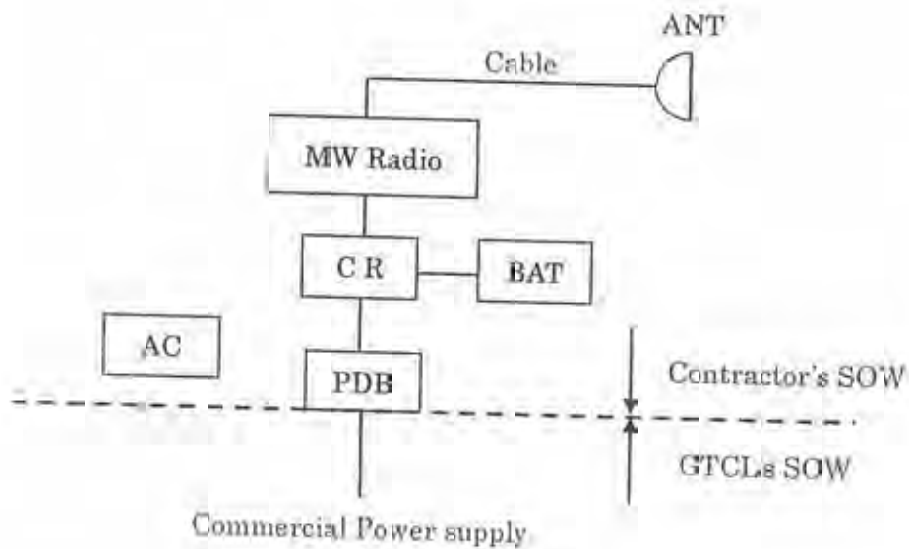 ANT
Cable
MW Radio
C R
BAT
AC
PDB
Contractor's SOW
GTCLs SOW
Commercial Power supply